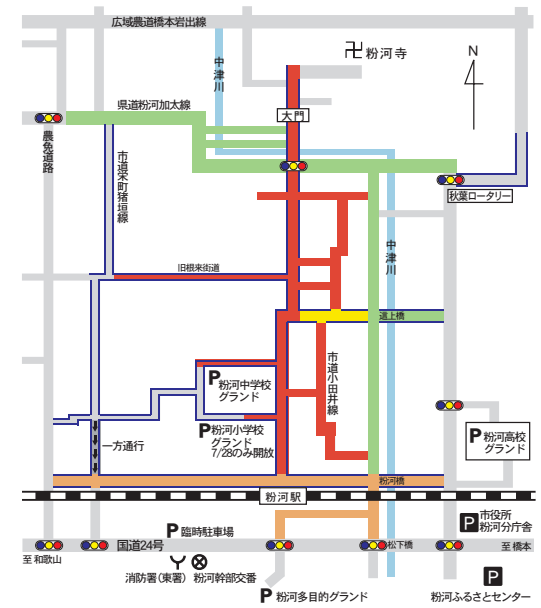 広域農道橋本岩出線
中津川
粉河寺
N
県道粉河加太線
大門
農免道路
市道栄町猪垣線
秋葉ロータリー
中津川
旧根来街道
遷上橋
市道小田井線
P 粉河中学校
グランド
P 粉河小学校
グランド
7/28のみ開放
一方通行
P 粉河高校
グランド
粉河橋
粉河駅
P 市役所
粉河分庁舎
P 臨時駐車場
国道24号
松下橋
至 橋本
至 和歌山
消防署(東署)
粉河幹部交番
P
粉河ふるさとセンター
P 粉河多目的グランド